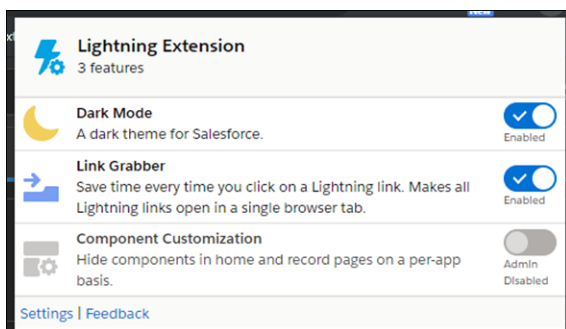 New
Lightning Extension
3 features
Dark Mode
A dark theme for Salesforce.
Enabled
Link Grabber
Save time every time you click on a Lightning link. Makes all
Lightning links open in a single browser tab.
Enabled
Component Customization
Hide components in home and record pages on a per-app
basis.
Admin
Disabled
Settings | Feedback